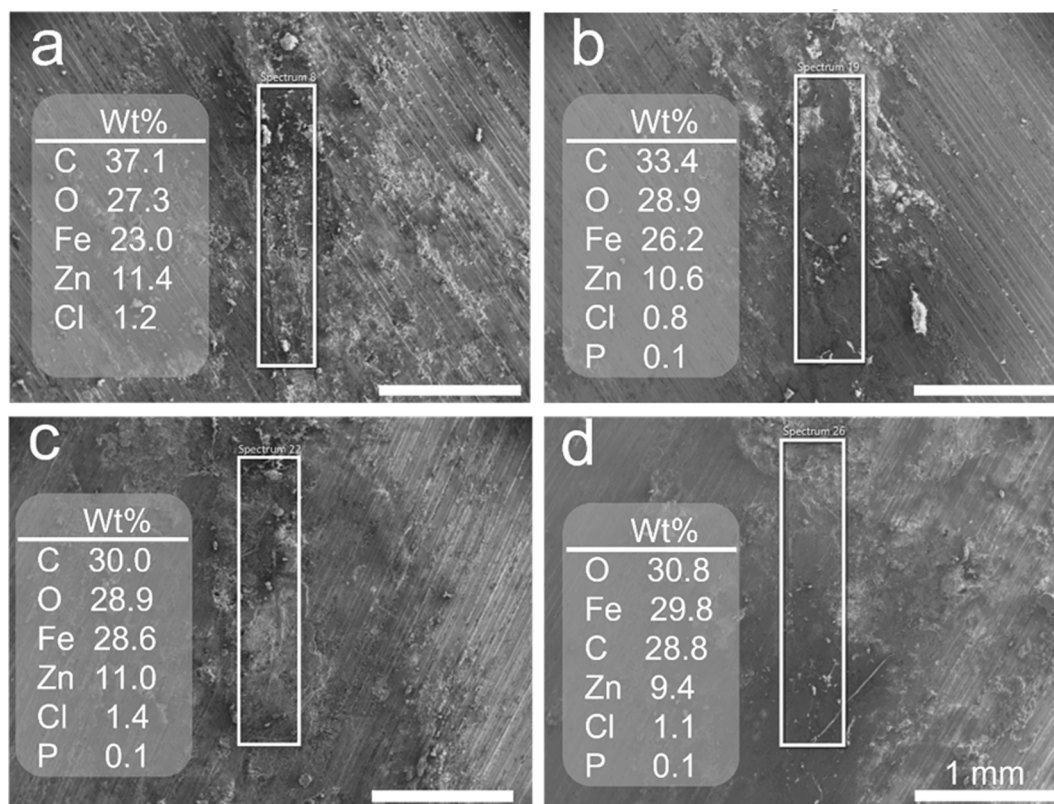 a
Spectrum 8
Wt%
C 37.1
O 27.3
Fe 23.0
Zn 11.4
Cl 1.2
b
Spectrum 19
Wt%
C 33.4
O 28.9
Fe 26.2
Zn 10.6
Cl 0.8
P 0.1
c
Spectrum 22
Wt%
C 30.0
O 28.9
Fe 28.6
Zn 11.0
Cl 1.4
P 0.1
d
Spectrum 26
Wt%
O 30.8
Fe 29.8
C 28.8
Zn 9.4
Cl 1.1
P 0.1
1 mm